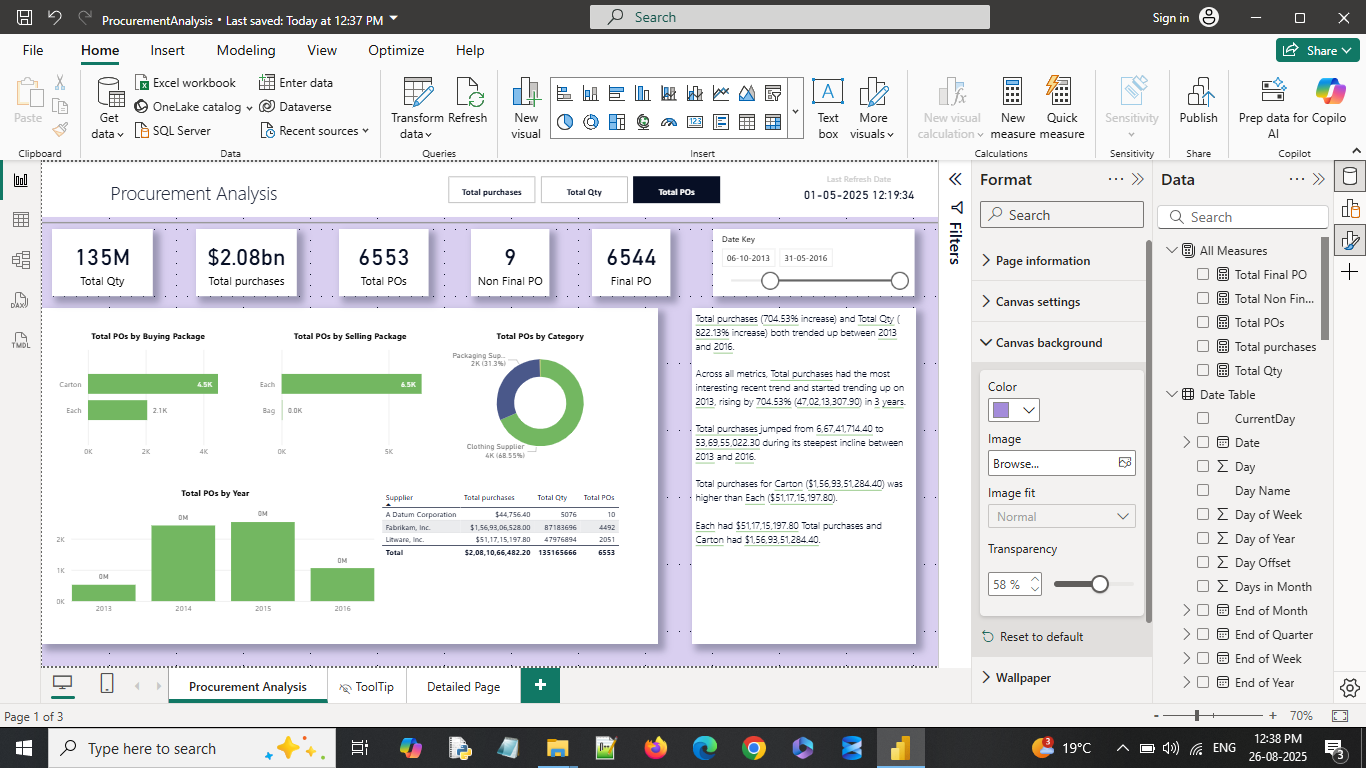 ProcurementAnalysis • Last saved: Today at 12:37 PM
Search
Sign in
File
Home
Insert
Modeling
View
Optimize
Help
Share
Paste
Clipboard
Get data
Excel workbook
OneLake catalog
SQL Server
Enter data
Dataverse
Recent sources
Data
Transform data
Refresh
Queries
New visual
Text box
More visuals
Insert
New visual calculation
New measure
Quick measure
Calculations
Sensitivity
Sensitivity
Publish
Share
Prep data for AI
Copilo
Copilot
Procurement Analysis
Total purchases
Total Qty
Total POs
Last Refresh Date
01-05-2025 12:19:34
135M
Total Qty
$2.08bn
Total purchases
6553
Total POs
9
Non Final PO
6544
Final PO
Date Key
06-10-2013
31-05-2016
Total POs by Buying Package
Carton
4.5K
Each
2.1K
0K
2K
4K
Total POs by Selling Package
Each
6.5K
Bag
0.0K
0K
5K
Total POs by Category
Packaging Sup...
2K (31.3%)
Clothing Supplier
4K (68.55%)
Total POs by Year
0M
0M
0M
0M
2K
1K
0K
2013
2014
2015
2016
Supplier Total purchases Total Qty Total POs
A Datum Corporation $44,756.40 5076 10
Fabrikam, Inc. $1,56,93,06,528.00 87183696 4492
Litware, Inc. $51,17,15,197.80 47976894 2051
Total $2,08,10,66,482.20 135165666 6553
Total purchases (704.53% increase) and Total Qty (
822.13% increase) both trended up between 2013
and 2016.
Across all metrics, Total purchases had the most
interesting recent trend and started trending up on
2013, rising by 704.53% (47,02,13,307.90) in 3 years.
Total purchases jumped from 6,67,41,714.40 to
53,69,55,022.30 during its steepest incline between
2013 and 2016.
Total purchases for Carton ($1,56,93,51,284.40) was
higher than Each ($51,17,15,197.80).
Each had $51,17,15,197.80 Total purchases and
Carton had $1,56,93,51,284.40.
Filters
Format
Search
Page information
Canvas settings
Canvas background
Color
Image
Browse...
Image fit
Normal
Transparency
58 %
Reset to default
Wallpaper
Data
Search
All Measures
Total Final PO
Total Non Fin...
Total POs
Total purchases
Total Qty
Date Table
CurrentDay
Date
Day
Day Name
Day of Week
Day of Year
Day Offset
Days in Month
End of Month
End of Quarter
End of Week
End of Year
DAX
TMDL
Procurement Analysis
ToolTip
Detailed Page
Page 1 of 3
- + 70%
Type here to search
3
19°C
ENG
12:38 PM
26-08-2025
3